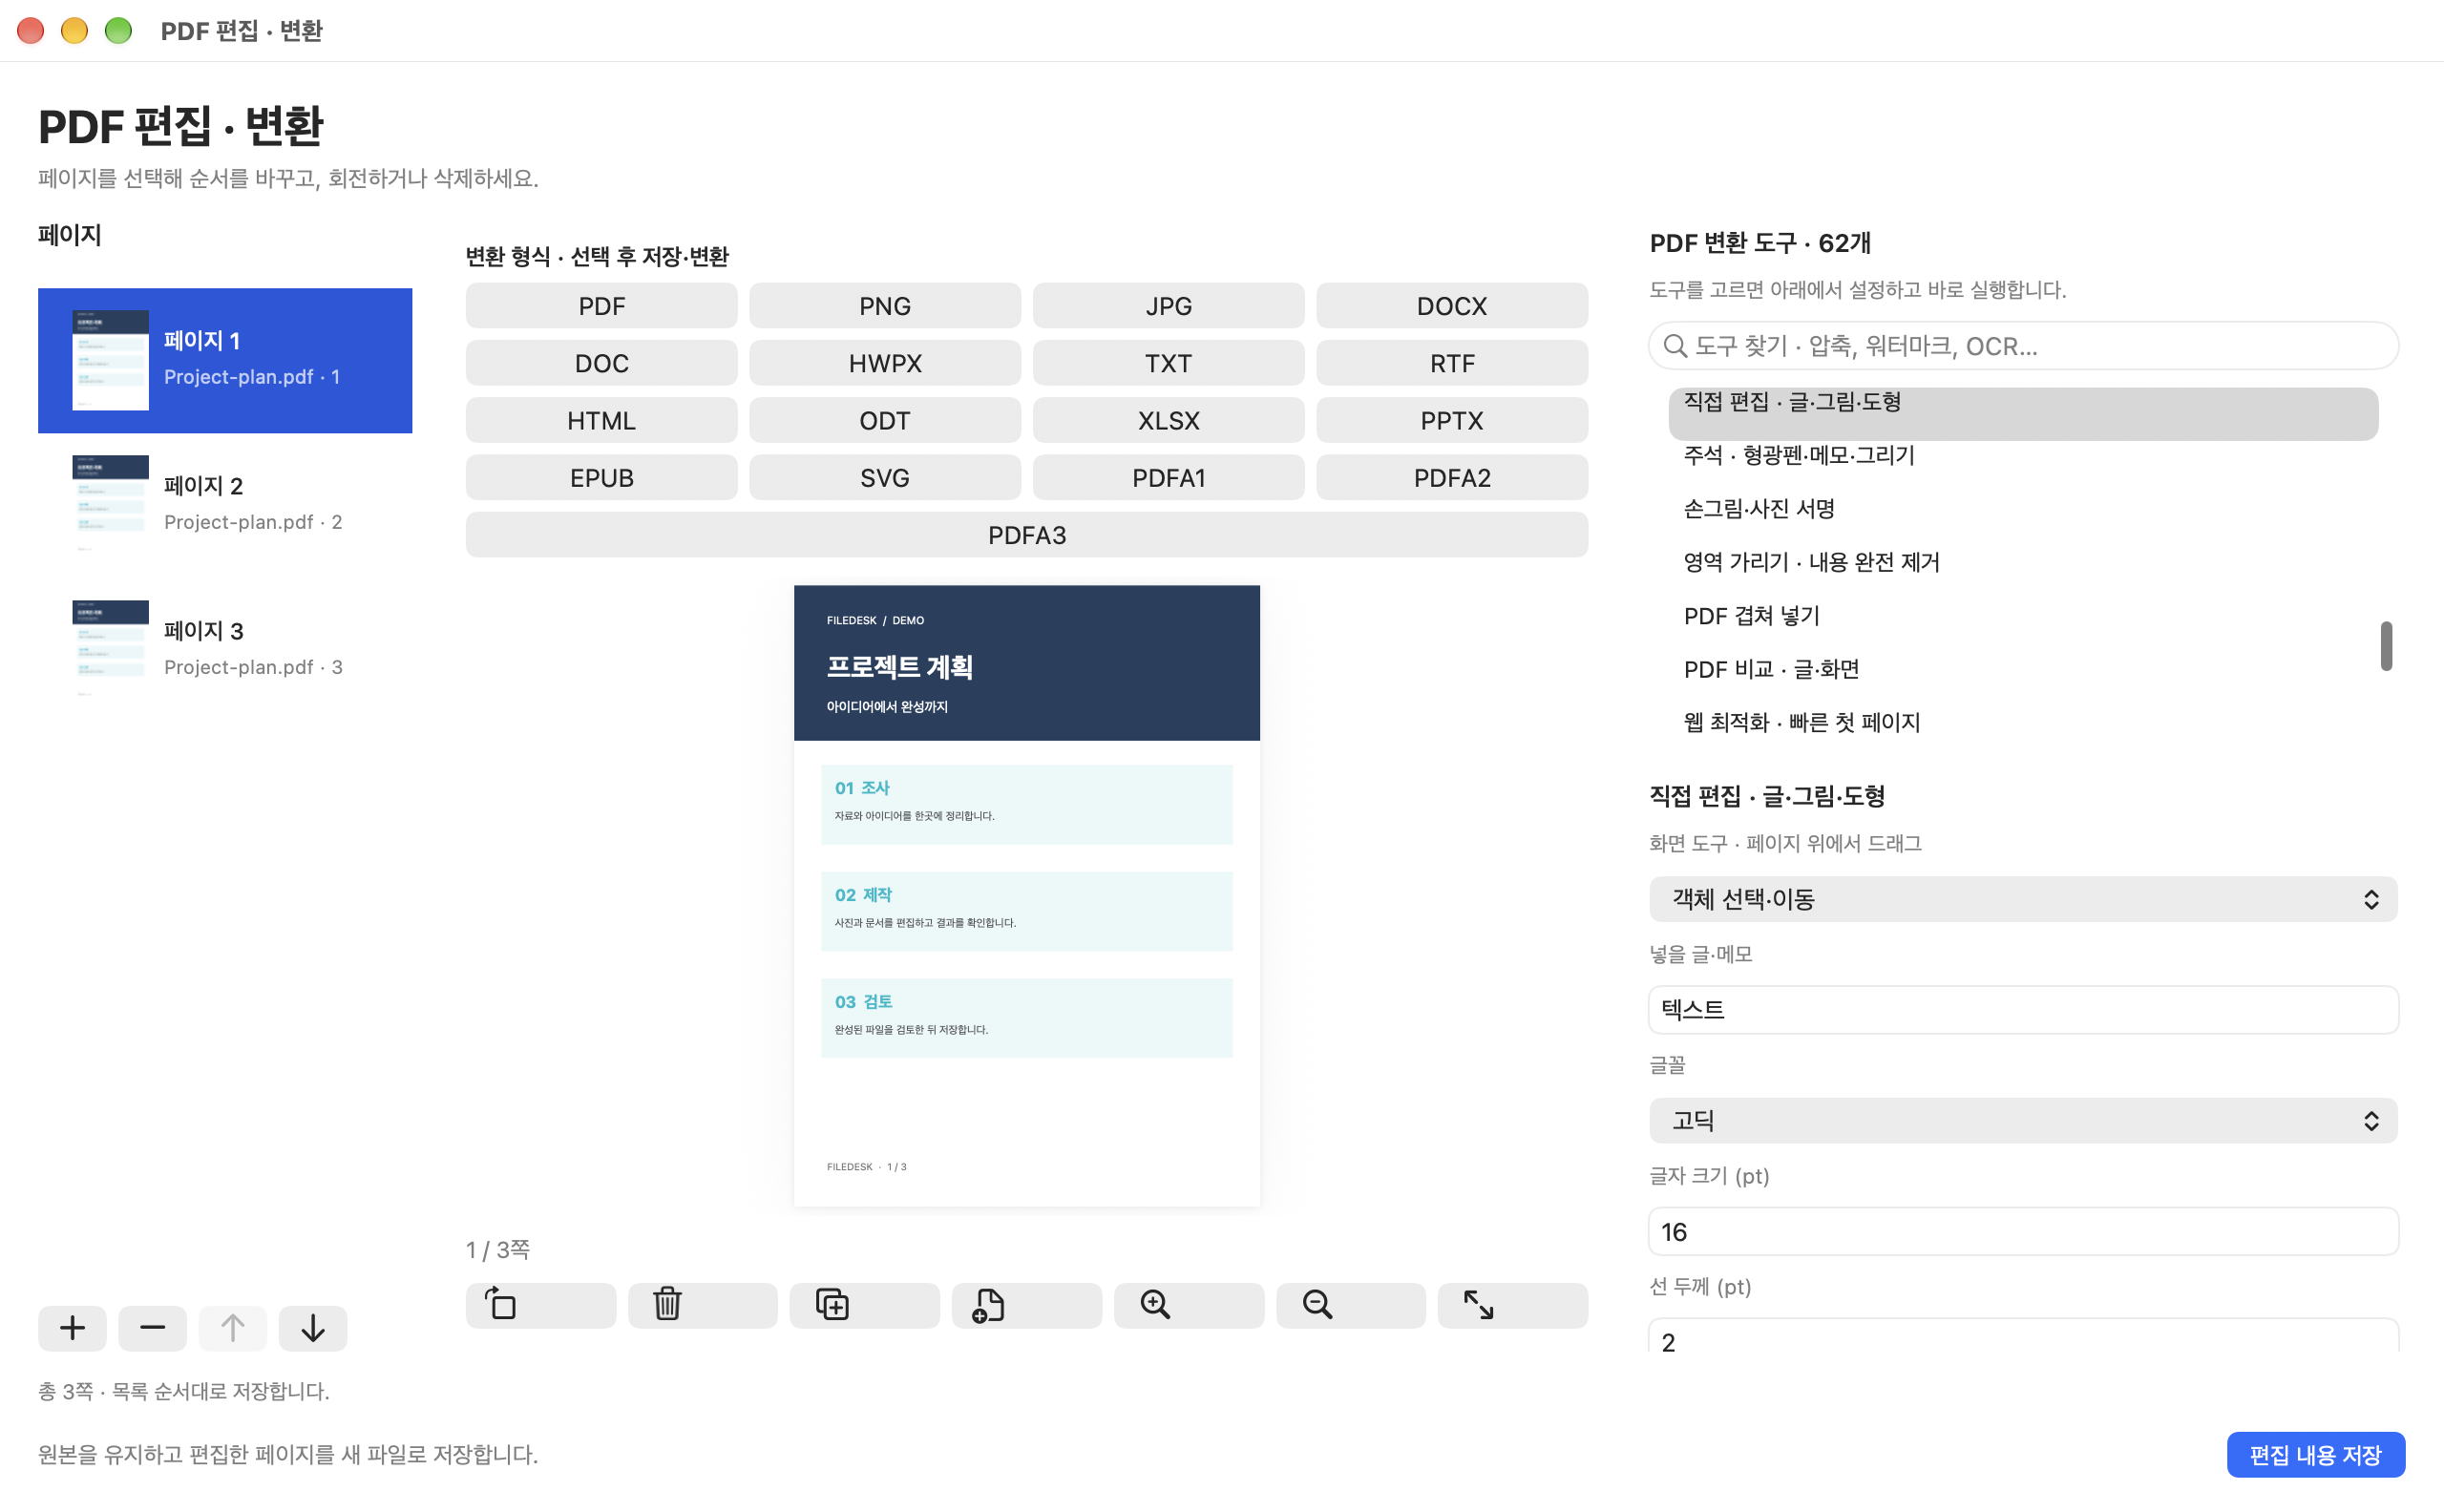 PDF 편집 · 변환
PDF 편집 · 변환
페이지를 선택해 순서를 바꾸고, 회전하거나 삭제하세요.
페이지
페이지 1
Project-plan.pdf · 1
페이지 2
Project-plan.pdf · 2
페이지 3
Project-plan.pdf · 3
총 3쪽 · 목록 순서대로 저장합니다.
원본을 유지하고 편집한 페이지를 새 파일로 저장합니다.
변환 형식 · 선택 후 저장·변환
PDF PNG JPG DOCX
DOC HWPX TXT RTF
HTML ODT XLSX PPTX
EPUB SVG PDFA1 PDFA2
PDFA3
FILEDESK / DEMO
프로젝트 계획
아이디어에서 완성까지
01 조사
자료와 아이디어를 한곳에 정리합니다.
02 제작
사진과 문서를 편집하고 결과를 확인합니다.
03 검토
완성된 파일을 검토한 뒤 저장합니다.
FILEDESK · 1 / 3
1 / 3쪽
PDF 변환 도구 · 62개
도구를 고르면 아래에서 설정하고 바로 실행합니다.
도구 찾기 · 압축, 워터마크, OCR...
직접 편집 · 글·그림·도형
주석 · 형광펜·메모·그리기
손그림·사진 서명
영역 가리기 · 내용 완전 제거
PDF 겹쳐 넣기
PDF 비교 · 글·화면
웹 최적화 · 빠른 첫 페이지
직접 편집 · 글·그림·도형
화면 도구 · 페이지 위에서 드래그
객체 선택·이동
넣을 글·메모
텍스트
글꼴
고딕
글자 크기 (pt)
16
선 두께 (pt)
2
편집 내용 저장